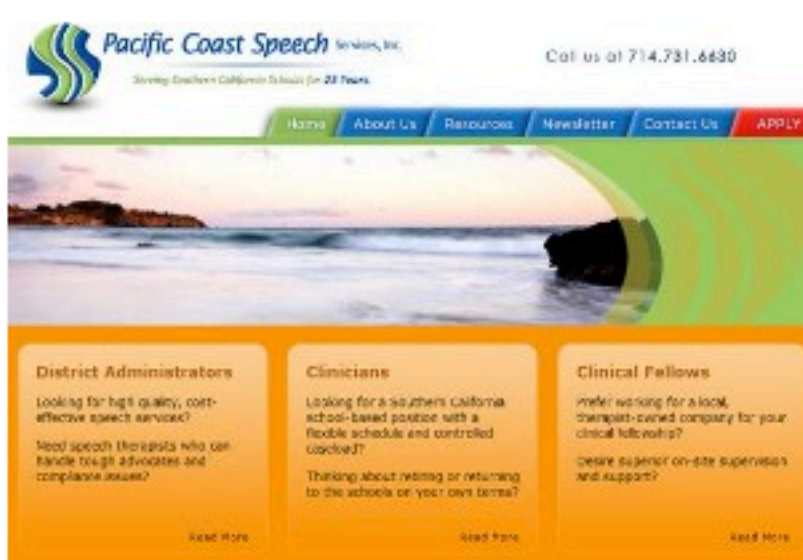 Pacific Coast Speech Services, Inc.
Serving Southern California Schools for 25 Years.
Call us at 714.731.6630
Home
About Us
Resources
Newsletter
Contact Us
APPLY
District Administrators
Looking for high quality, cost-
effective speech services?
Need speech therapists who can
handle tough advocates and
compliance issues?
Read More
Clinicians
Looking for a Southern California
school-based position with a
flexible schedule and controlled
caseload?
Thinking about retiring or returning
to the schools on your own terms?
Read More
Clinical Fellows
Prefer working for a local,
therapist-owned company for your
clinical fellowship?
Desire superior on-site supervision
and support?
Read More